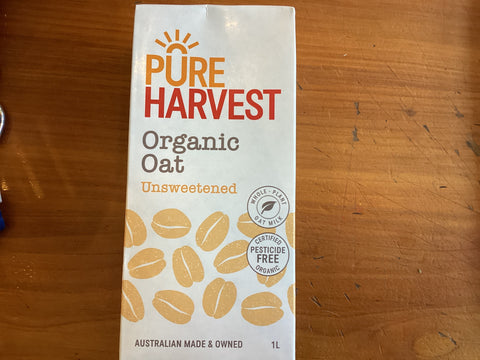 PURE
HARVEST
Organic
Oat
Unsweetened
WHOLE - PLANT
OAT MILK
CERTIFIED
PESTICIDE
FREE
ORGANIC
AUSTRALIAN MADE & OWNED 1L